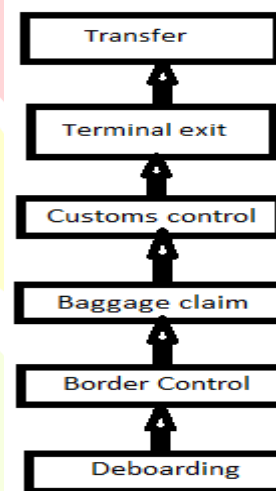 Transfer
Terminal exit
Customs control
Baggage claim
Border Control
Deboarding